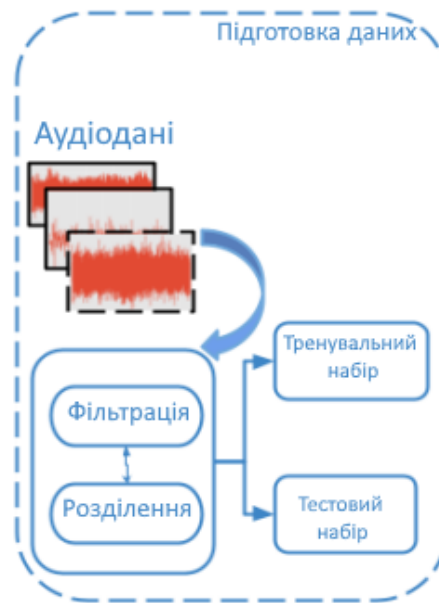 Підготовка даних
Аудіодані
Фільтрація
Розділення
Тренувальний
набір
Тестовий
набір